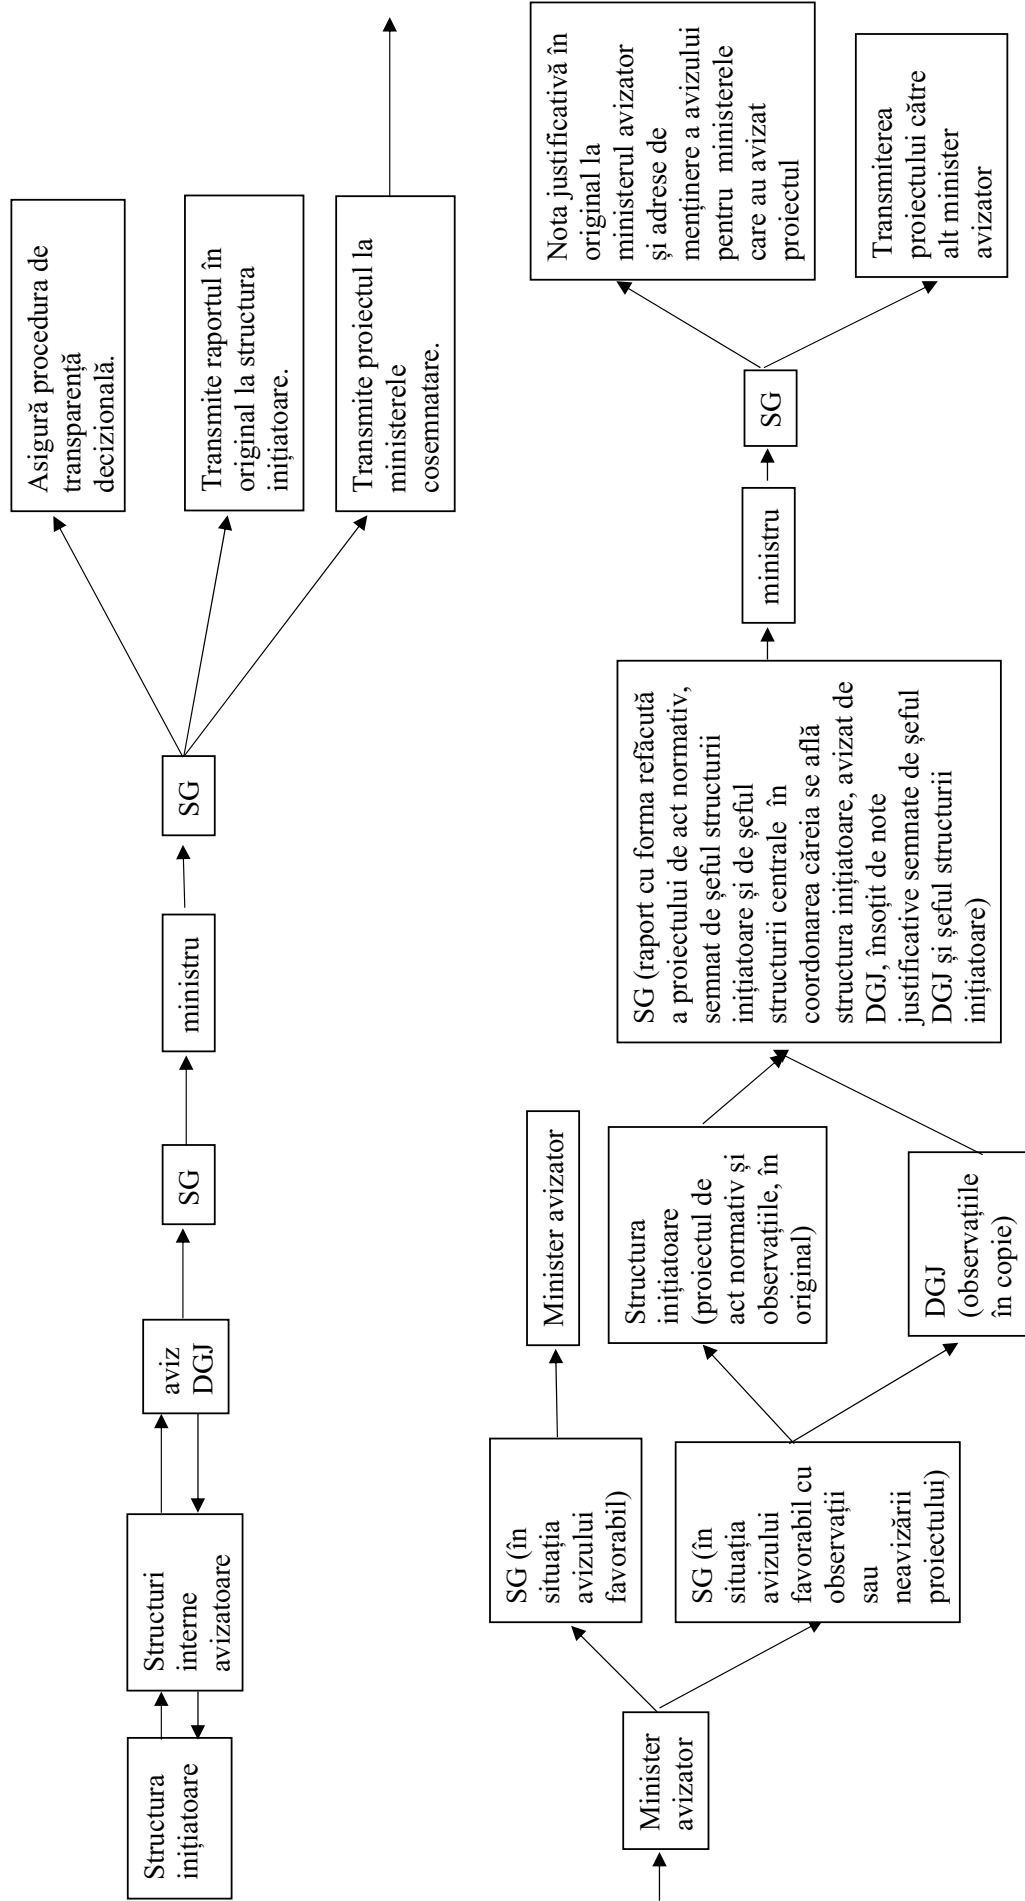 Structura
inițiatoare
Structuri
interne
avizatoare
aviz
DGJ
SG
ministru
SG
Asigură procedura de
transparență
decizională.
Transmite raportul în
original la structura
inițiatoare.
Transmite proiectul la
ministerele
cosemnatare.
Minister
avizator
SG (în
situația
avizului
favorabil)
Minister avizator
SG (în
situația
avizului
favorabil cu
observații
sau
neavizării
proiectului)
Structura
inițiatoare
(proiectul de
act normativ și
observațiile, în
original)
DGJ
(observațiile
în copie)
SG (raport cu forma refăcută
a proiectului de act normativ,
semnat de șeful structurii
inițiatoare și de șeful
structurii centrale în
coordonarea căreia se află
structura inițiatoare, avizat de
DGJ, însoțit de note
justificative semnate de șeful
DGJ și șeful structurii
inițiatoare)
ministru
SG
Nota justificativă în
original la
ministerul avizator
și adrese de
menținere a avizului
pentru ministerele
care au avizat
proiectul
Transmiterea
proiectului către
alt minister
avizator